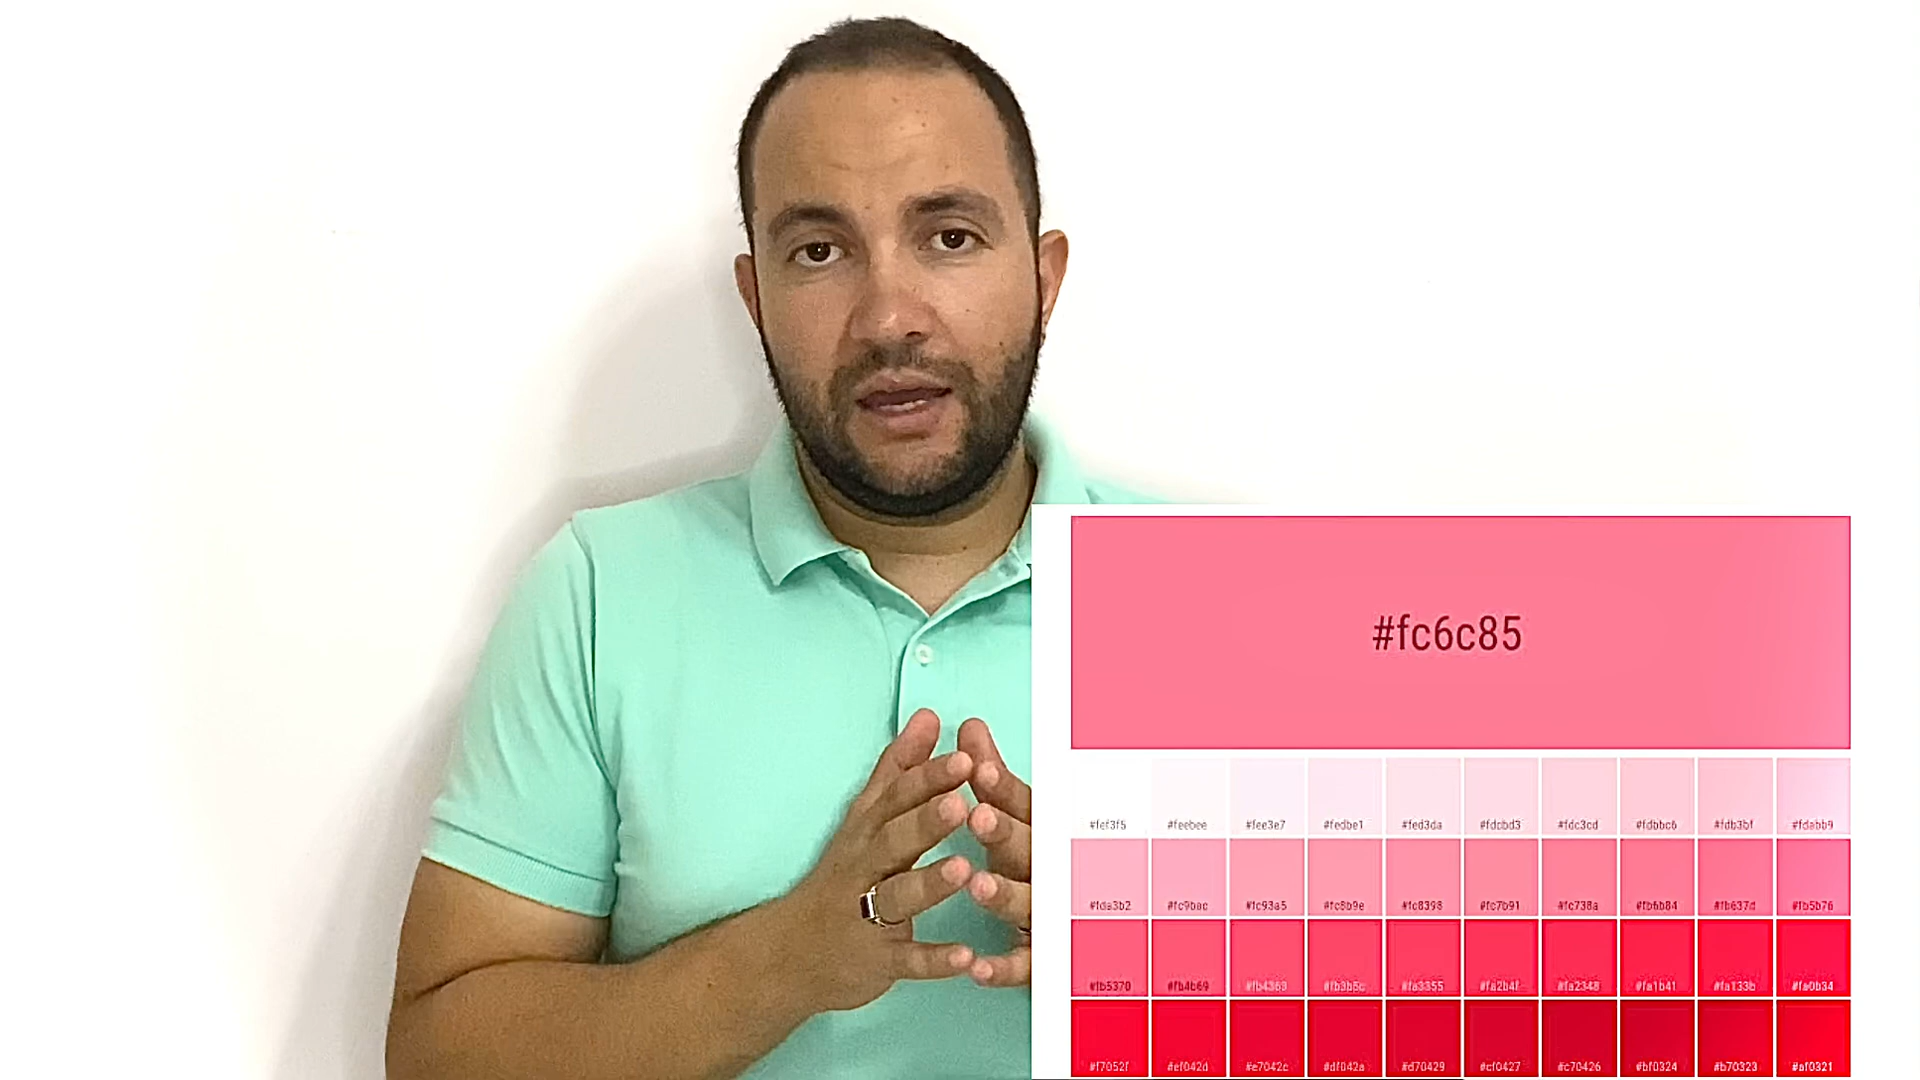 #fc6c85
#fef3f5 #feebee #fee3e7 #fedbe1 #fed3da #fdcbd3 #fdc3cd #fdbbc6 #fdb3bf #fdabb9
#fda3b2 #fc9bac #fc93a5 #fc8b9e #fc8398 #fc7b91 #fc738a #fb6b84 #fb637d #fb5b76
#fb5370 #fb4b69 #fb4363 #fb3b5c #fa3355 #fa2b4f #fa2348 #fa1b41 #fa133b #fa0b34
#f7052f #ef042d #e7042c #df042a #d70429 #cf0427 #c70426 #bf0324 #b70323 #af0321